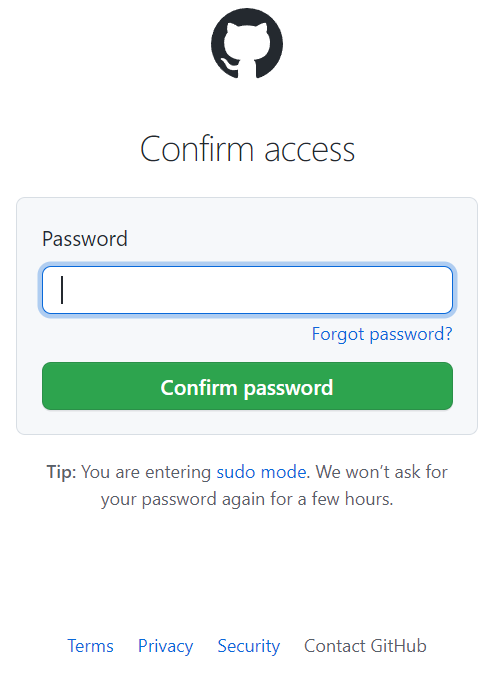 Confirm access
Password
Forgot password?
Confirm password
Tip: You are entering sudo mode. We won’t ask for
your password again for a few hours.
Terms Privacy Security Contact GitHub